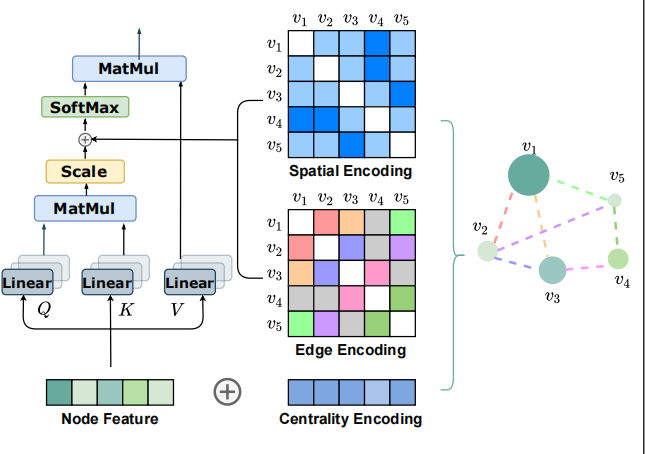 MatMul
SoftMax
+
Scale
MatMul
Linear Linear Linear
Q K V
Node Feature
+
v₁ v₂ v₃ v₄ v₅
v₁
v₂
v₃
v₄
v₅
Spatial Encoding
v₁ v₂ v₃ v₄ v₅
v₁
v₂
v₃
v₄
v₅
Edge Encoding
Centrality Encoding
v₁
v₅
v₂
v₄
v₃